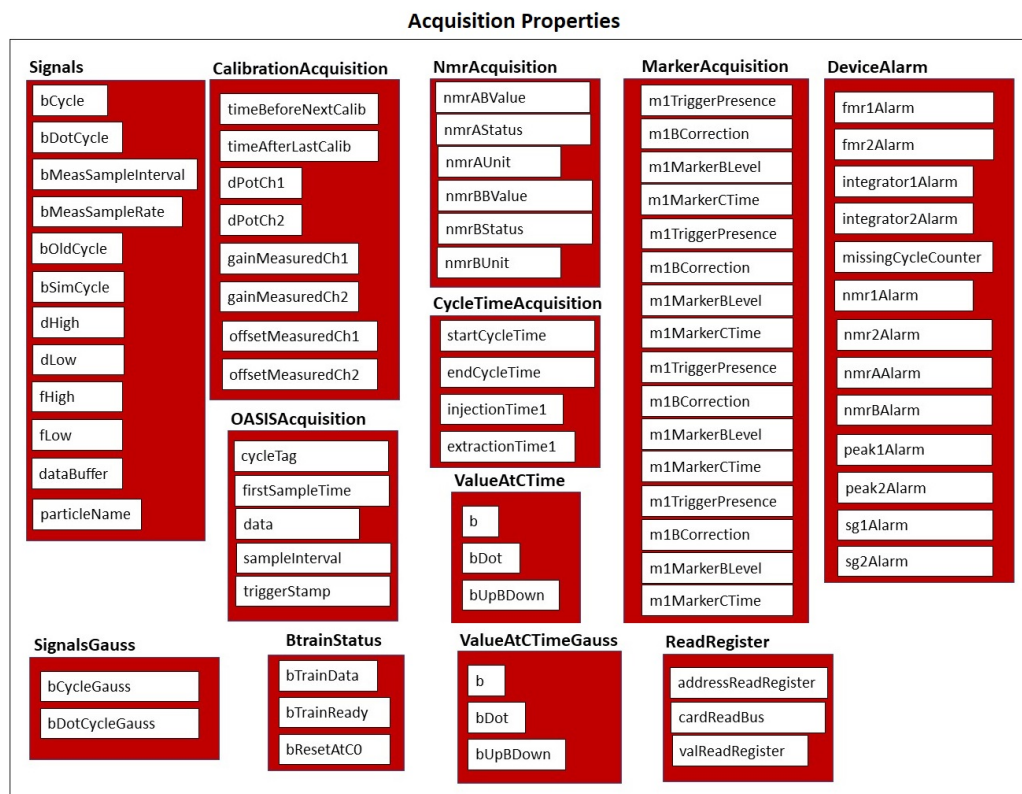 Acquisition Properties
Signals
bCycle
bDotCycle
bMeasSampleInterval
bMeasSampleRate
bOldCycle
bSimCycle
dHigh
dLow
fHigh
fLow
dataBuffer
particleName
CalibrationAcquisition
timeBeforeNextCalib
timeAfterLastCalib
dPotCh1
dPotCh2
gainMeasuredCh1
gainMeasuredCh2
offsetMeasuredCh1
offsetMeasuredCh2
OASISAcquisition
cycleTag
firstSampleTime
data
sampleInterval
triggerStamp
NmrAcquisition
nmrABValue
nmrAStatus
nmrAUnit
nmrBBValue
nmrBStatus
nmrBUnit
CycleTimeAcquisition
startCycleTime
endCycleTime
injectionTime1
extractionTime1
ValueAtCTime
b
bDot
bUpBDown
MarkerAcquisition
m1TriggerPresence
m1BCorrection
m1MarkerBLevel
m1MarkerCTime
m1TriggerPresence
m1BCorrection
m1MarkerBLevel
m1MarkerCTime
m1TriggerPresence
m1BCorrection
m1MarkerBLevel
m1MarkerCTime
m1TriggerPresence
m1BCorrection
m1MarkerBLevel
m1MarkerCTime
DeviceAlarm
fmr1Alarm
fmr2Alarm
integrator1Alarm
integrator2Alarm
missingCycleCounter
nmr1Alarm
nmr2Alarm
nmrAAlarm
nmrBAlarm
peak1Alarm
peak2Alarm
sg1Alarm
sg2Alarm
SignalsGauss
bCycleGauss
bDotCycleGauss
BtrainStatus
bTrainData
bTrainReady
bResetAtC0
ValueAtCTimeGauss
b
bDot
bUpBDown
ReadRegister
addressReadRegister
cardReadBus
valReadRegister